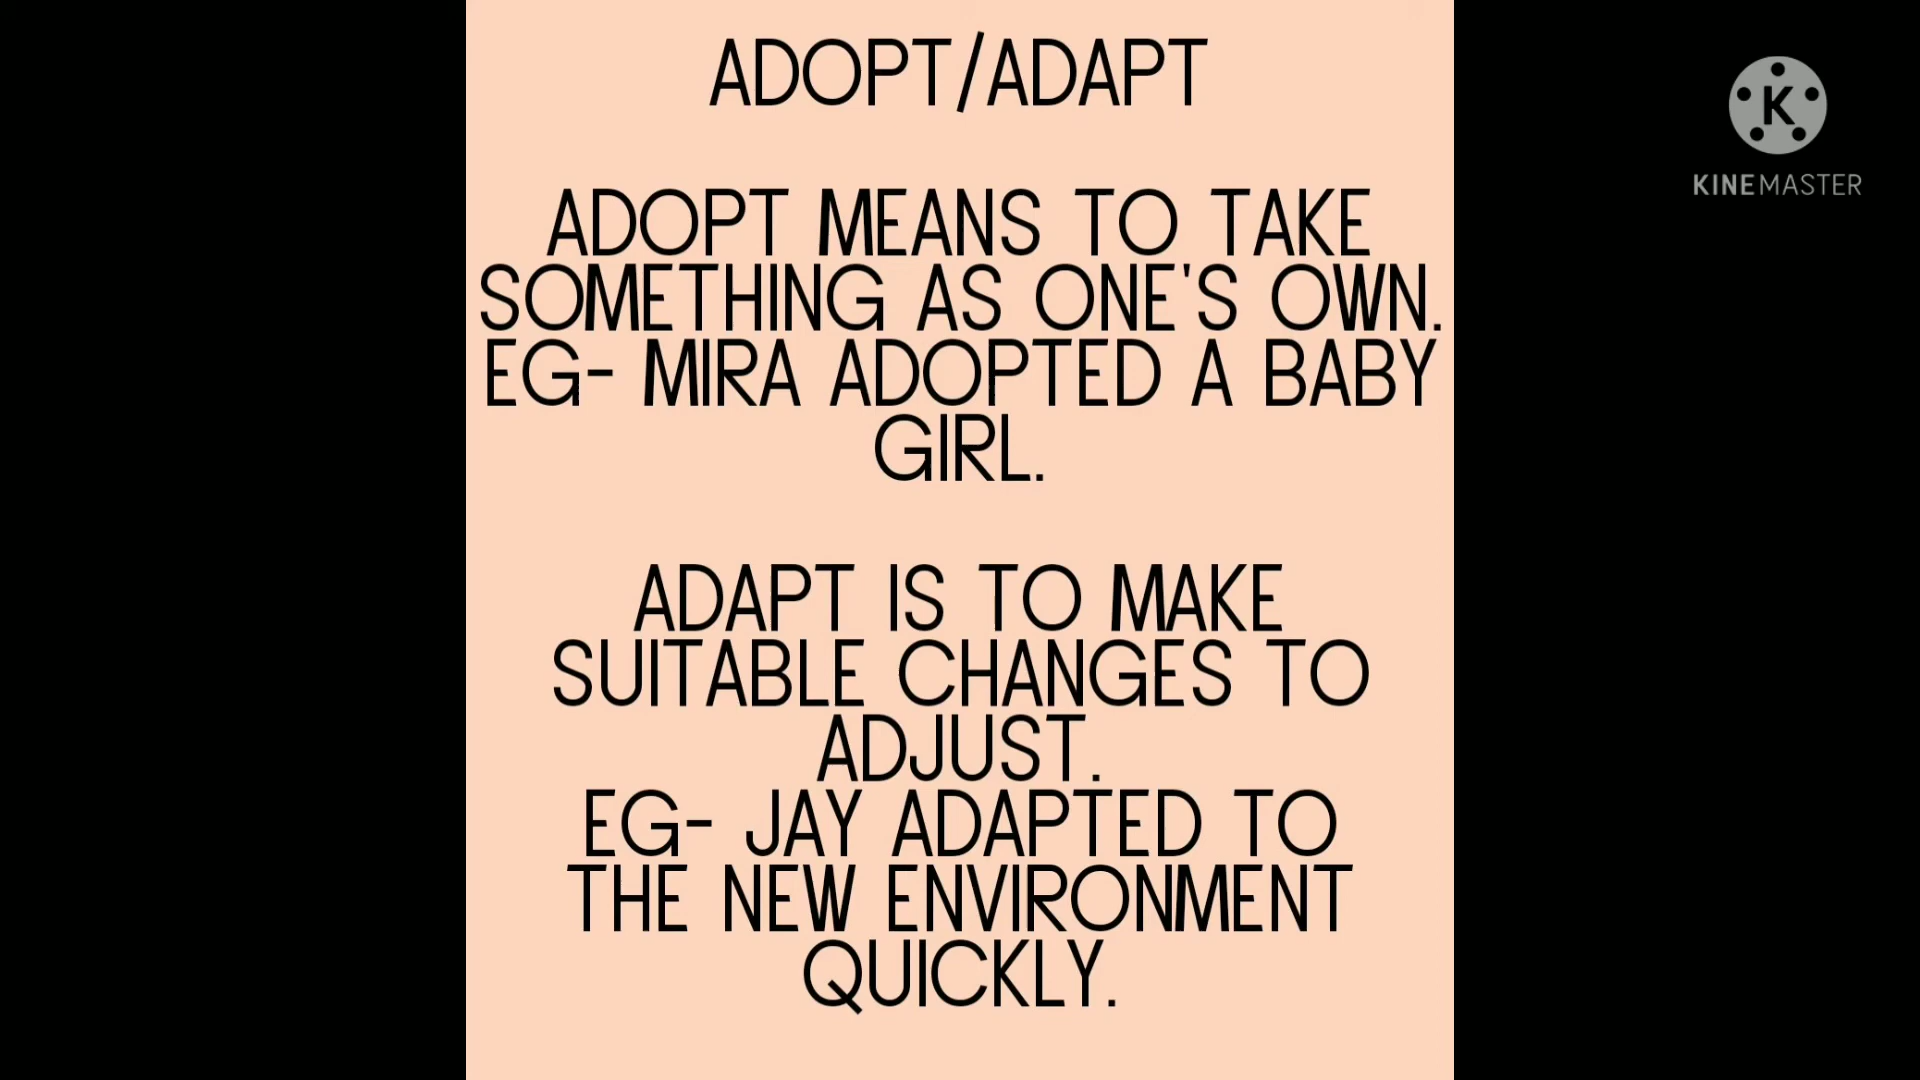 ADOPT/ADAPT
ADOPT MEANS TO TAKE
SOMETHING AS ONE'S OWN.
EG- MIRA ADOPTED A BABY
GIRL.
ADAPT IS TO MAKE
SUITABLE CHANGES TO
ADJUST.
EG- JAY ADAPTED TO
THE NEW ENVIRONMENT
QUICKLY.
K
KINEMASTER